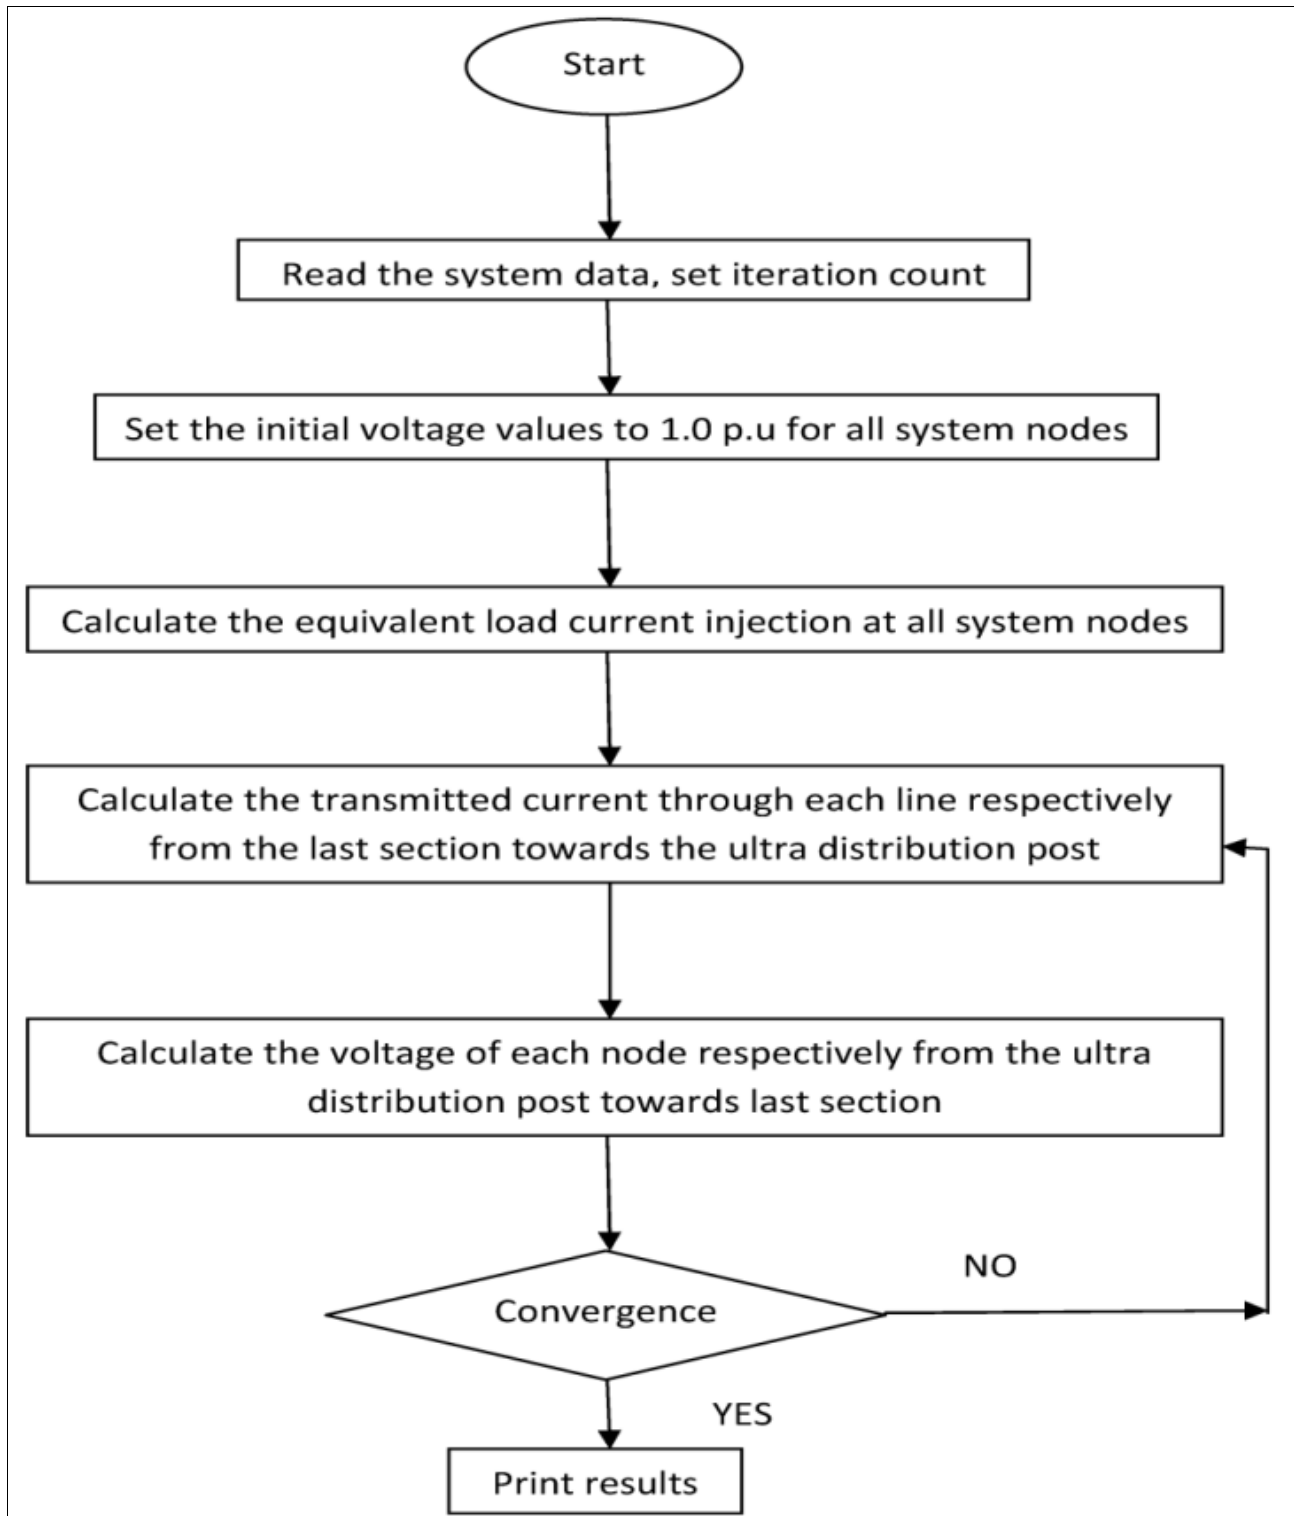 Start
Read the system data, set iteration count
Set the initial voltage values to 1.0 p.u for all system nodes
Calculate the equivalent load current injection at all system nodes
Calculate the transmitted current through each line respectively
from the last section towards the ultra distribution post
Calculate the voltage of each node respectively from the ultra
distribution post towards last section
NO
Convergence
YES
Print results